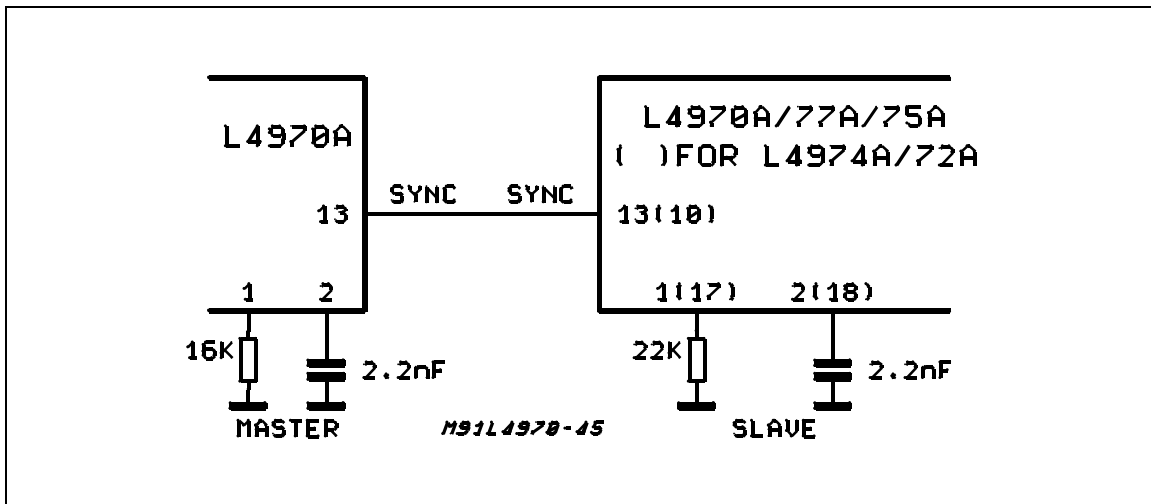 L4970A
L4970A/77A/75A
( )FOR L4974A/72A
SYNC
SYNC
13
13(10)
1
2
1(17)
2(18)
16K
2.2nF
22K
2.2nF
MASTER
M91L4970-45
SLAVE